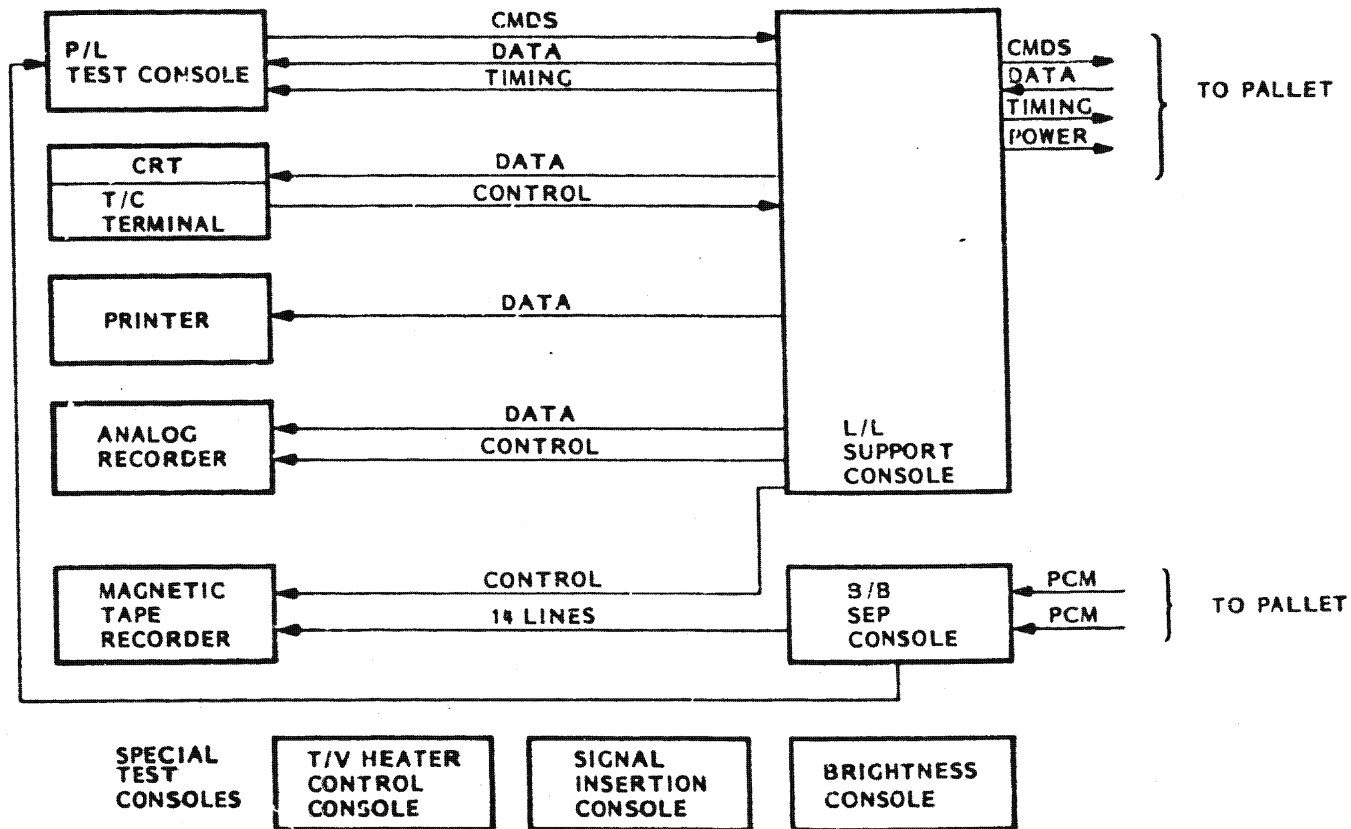 P/L
TEST CONSOLE
CMDS
DATA
TIMING
CMDS
DATA
TIMING
POWER
TO PALLET
CRT
T/C
TERMINAL
DATA
CONTROL
PRINTER
DATA
ANALOG
RECORDER
DATA
CONTROL
L/L
SUPPORT
CONSOLE
MAGNETIC
TAPE
RECORDER
CONTROL
14 LINES
B/B
SEP
CONSOLE
PCM
PCM
TO PALLET
SPECIAL
TEST
CONSOLES
T/V HEATER
CONTROL
CONSOLE
SIGNAL
INSERTION
CONSOLE
BRIGHTNESS
CONSOLE